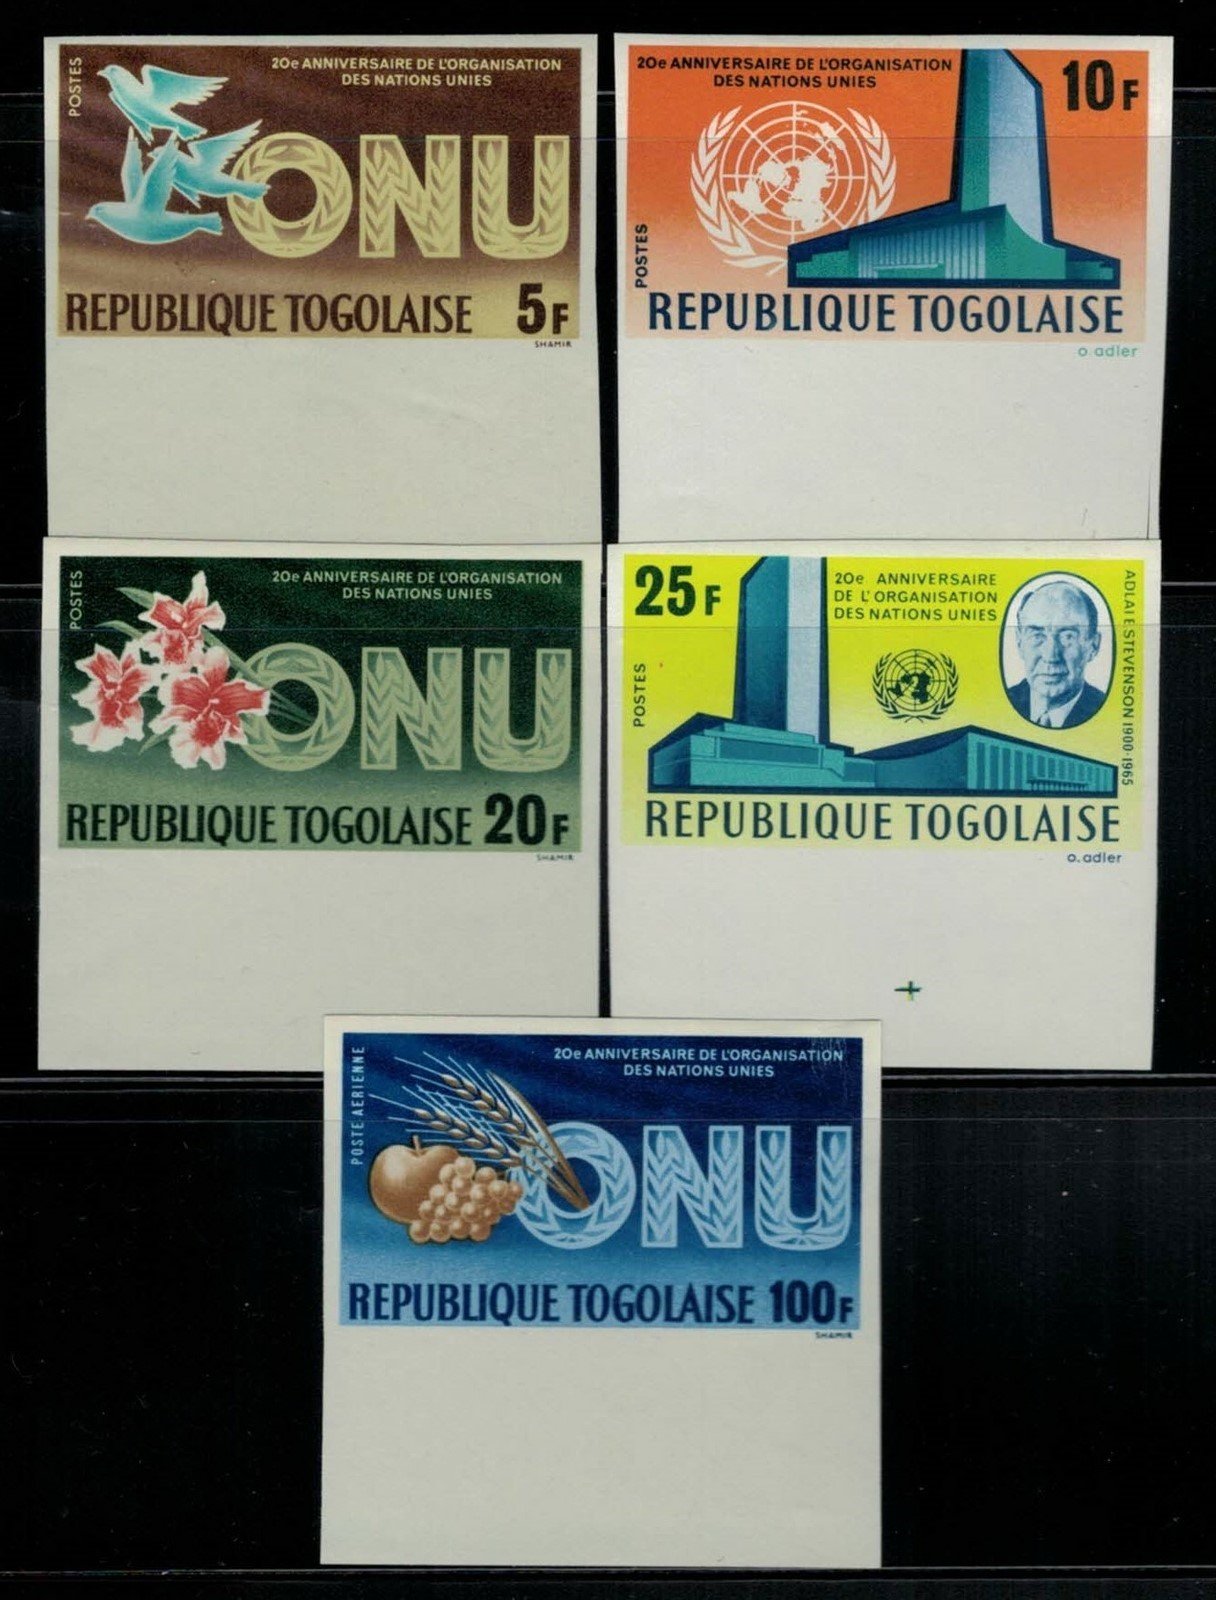 POSTES
20e ANNIVERSAIRE DE L'ORGANISATION
DES NATIONS UNIES
ONU
REPUBLIQUE TOGOLAISE 5F
SHAMIR
20e ANNIVERSAIRE DE L'ORGANISATION
DES NATIONS UNIES
10F
POSTES
REPUBLIQUE TOGOLAISE
o. adler
POSTES
20e ANNIVERSAIRE DE L'ORGANISATION
DES NATIONS UNIES
ONU
REPUBLIQUE TOGOLAISE 20F
SHAMIR
25F
20e ANNIVERSAIRE
DE L'ORGANISATION
DES NATIONS UNIES
ADLAI E STEVENSON 1900-1965
POSTES
REPUBLIQUE TOGOLAISE
o. adler
POSTE AERIENNE
20e ANNIVERSAIRE DE L'ORGANISATION
DES NATIONS UNIES
ONU
REPUBLIQUE TOGOLAISE 100F
SHAMIR